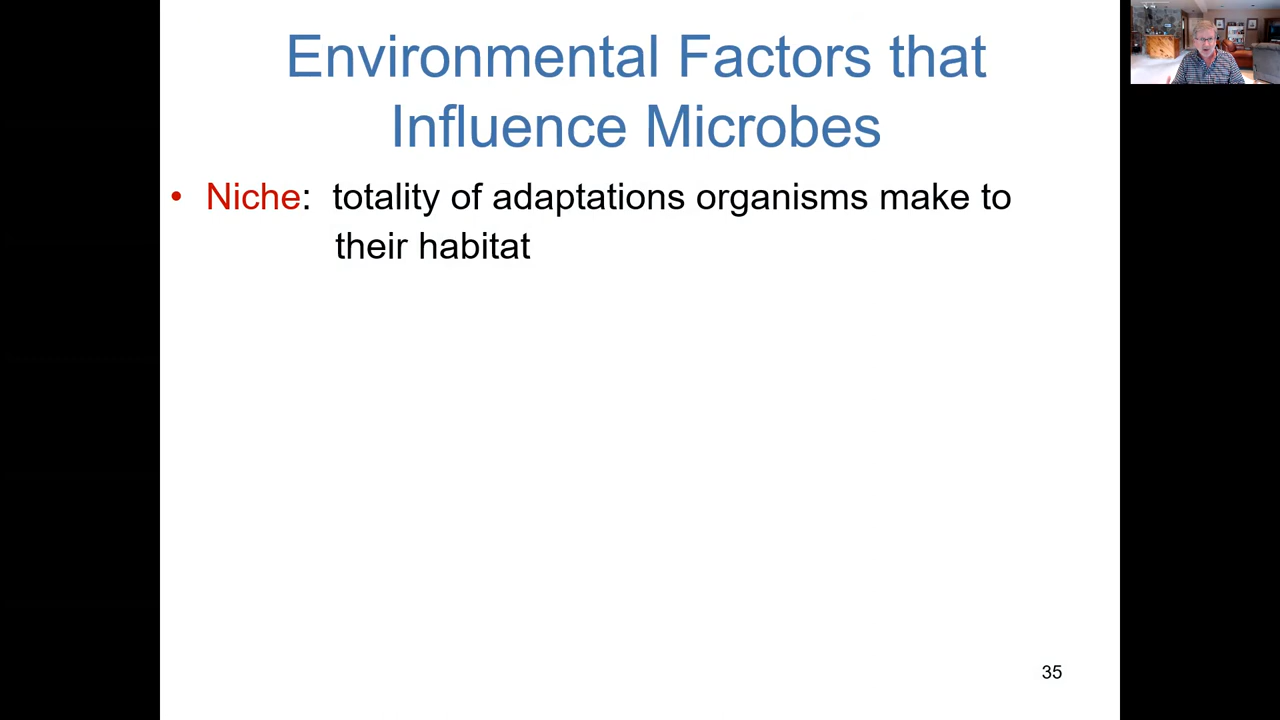 Environmental Factors that
Influence Microbes
• Niche: totality of adaptations organisms make to
their habitat
35